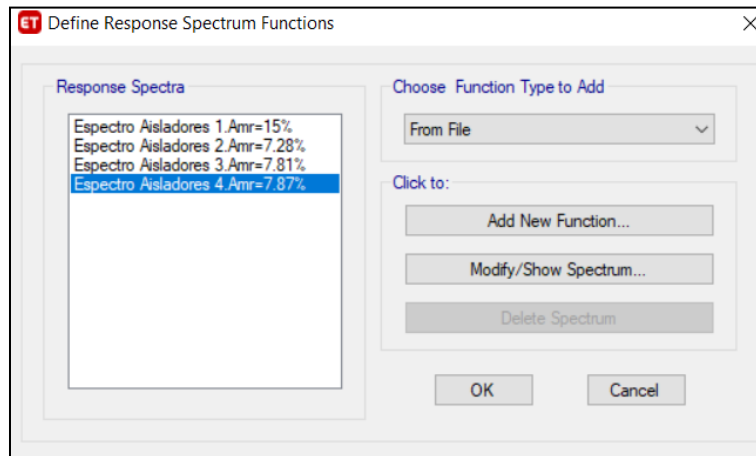 ET Define Response Spectrum Functions
Response Spectra
Espectro Aisladores 1.Amr=15%
Espectro Aisladores 2.Amr=7.28%
Espectro Aisladores 3.Amr=7.81%
Espectro Aisladores 4.Amr=7.87%
Choose Function Type to Add
From File
Click to:
Add New Function...
Modify/Show Spectrum...
Delete Spectrum
OK
Cancel